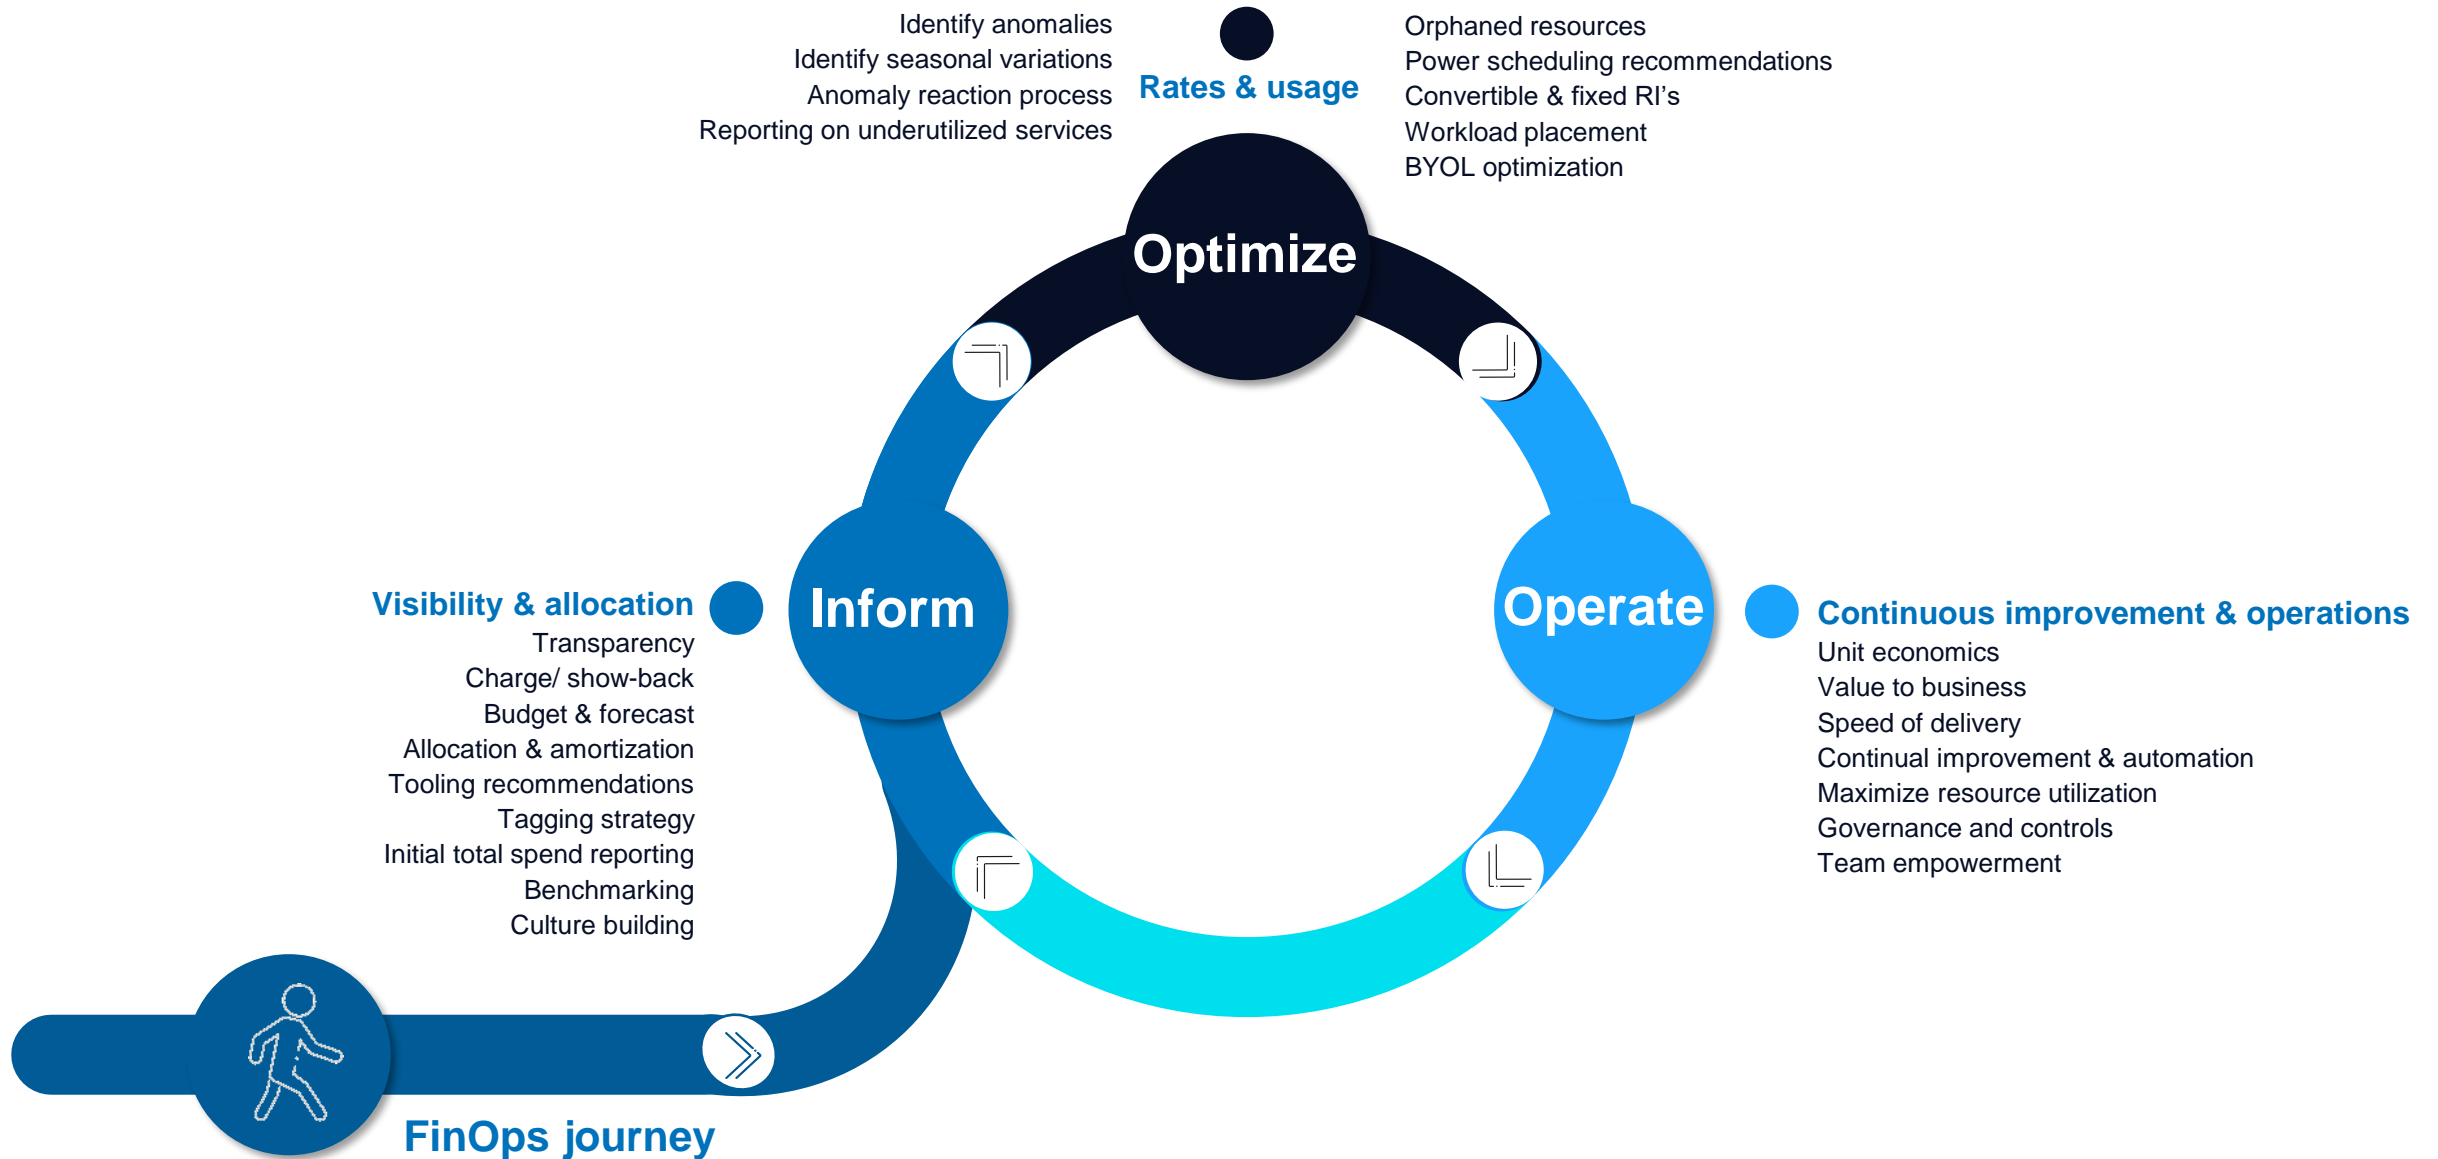 Identify anomalies
Identify seasonal variations
Anomaly reaction process
Reporting on underutilized services
Rates & usage
Orphaned resources
Power scheduling recommendations
Convertible & fixed RI’s
Workload placement
BYOL optimization
Optimize
Inform
Operate
Visibility & allocation
Transparency
Charge/ show-back
Budget & forecast
Allocation & amortization
Tooling recommendations
Tagging strategy
Initial total spend reporting
Benchmarking
Culture building
Continuous improvement & operations
Unit economics
Value to business
Speed of delivery
Continual improvement & automation
Maximize resource utilization
Governance and controls
Team empowerment
FinOps journey